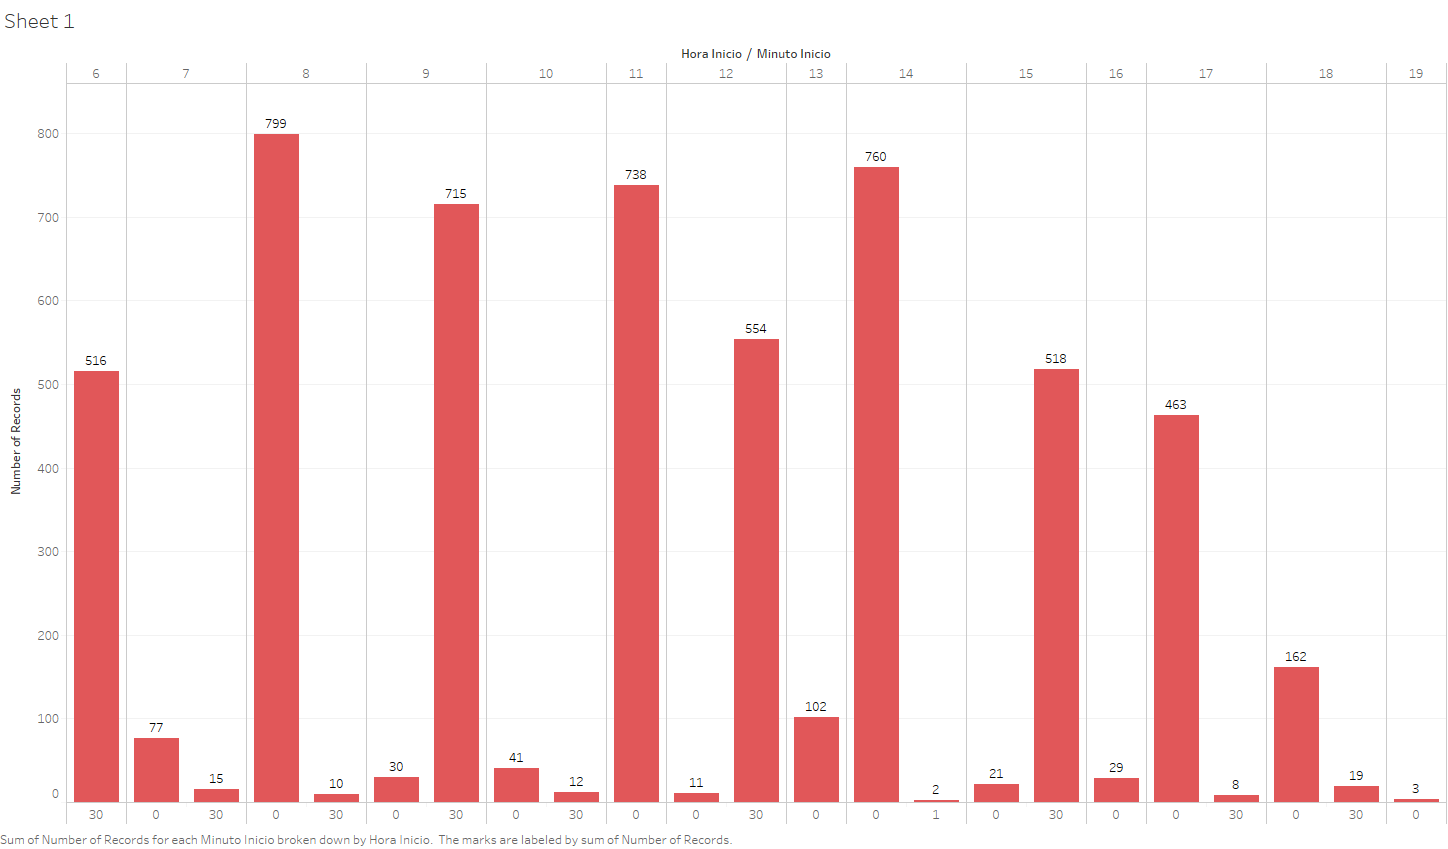 Sheet 1
Hora Inicio / Minuto Inicio
6 7 8 9 10 11 12 13 14 15 16 17 18 19
Number of Records
800
700
600
500
400
300
200
100
0
516 77 15 799 10 30 715 41 12 738 11 554 102 760 2 21 518 29 463 8 162 19 3
30 0 30 0 30 0 30 0 30 0 0 30 0 0 1 0 30 0 0 30 0 30 0
Sum of Number of Records for each Minuto Inicio broken down by Hora Inicio. The marks are labeled by sum of Number of Records.